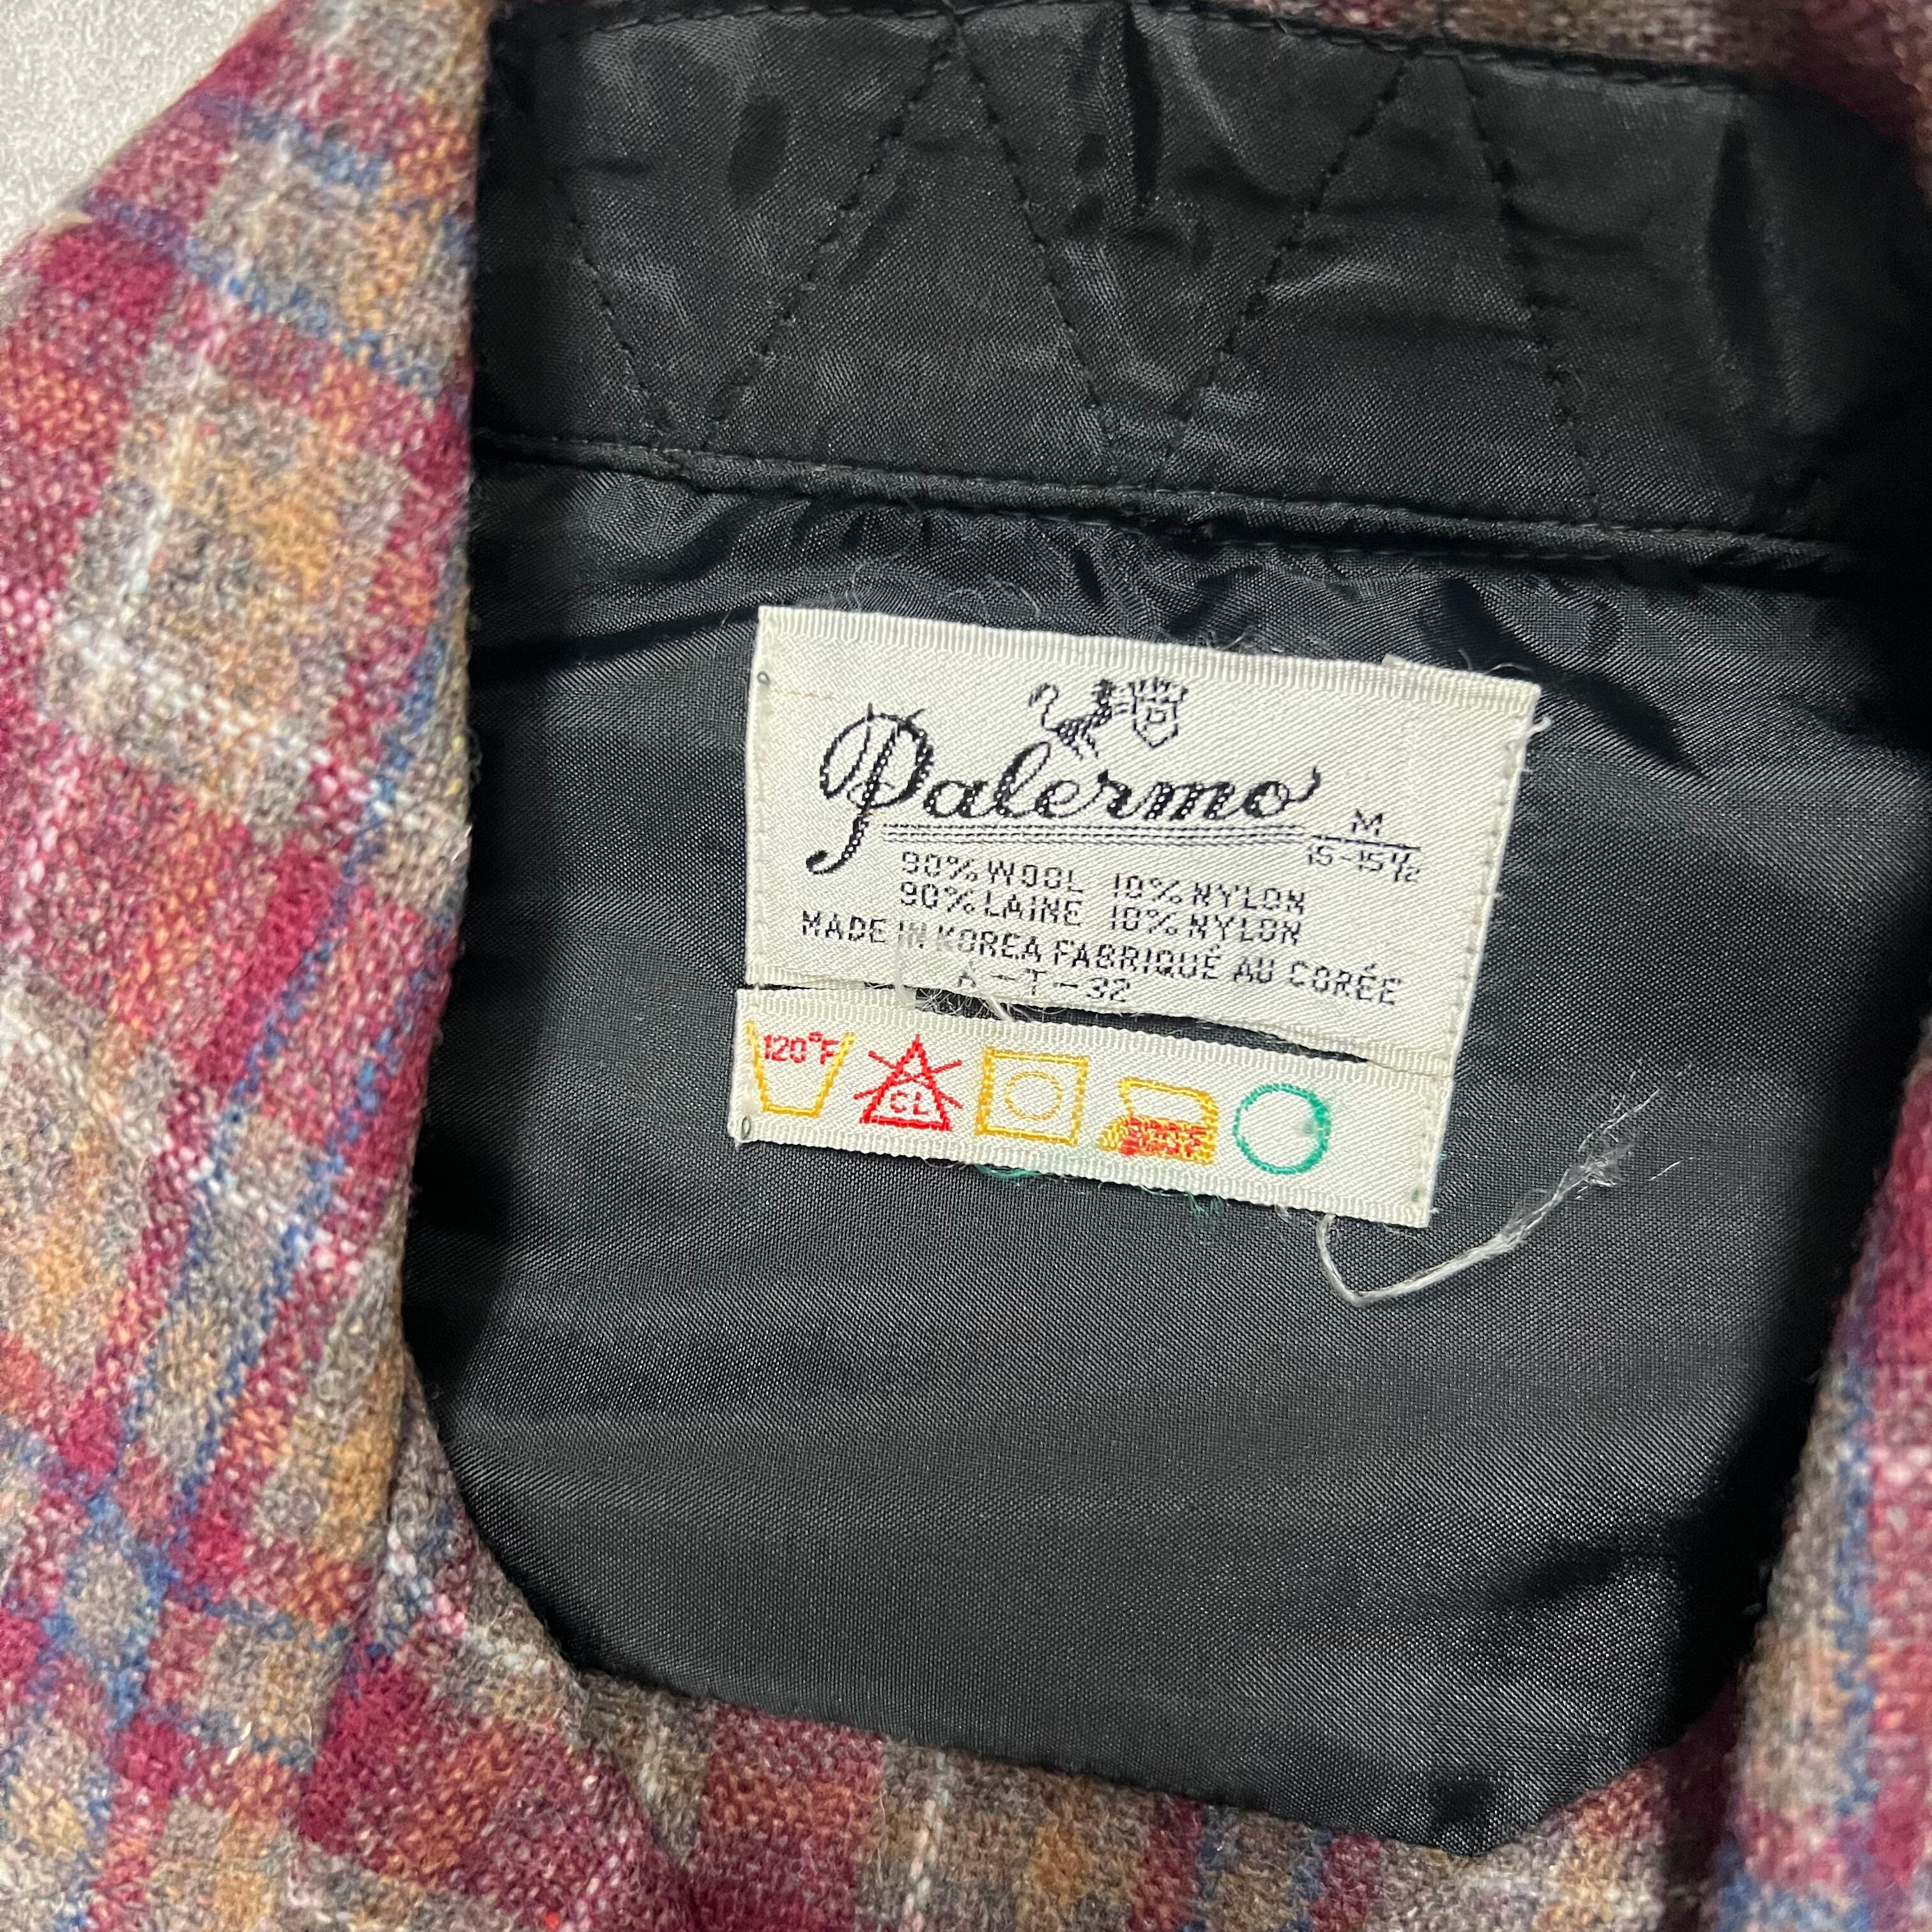 P
Palermo
M
15-15½
90% WOOL 10% NYLON
90% LAINE 10% NYLON
MADE IN KOREA FABRIQUÉ AU CORÉE
A-T-32
120°F
CL